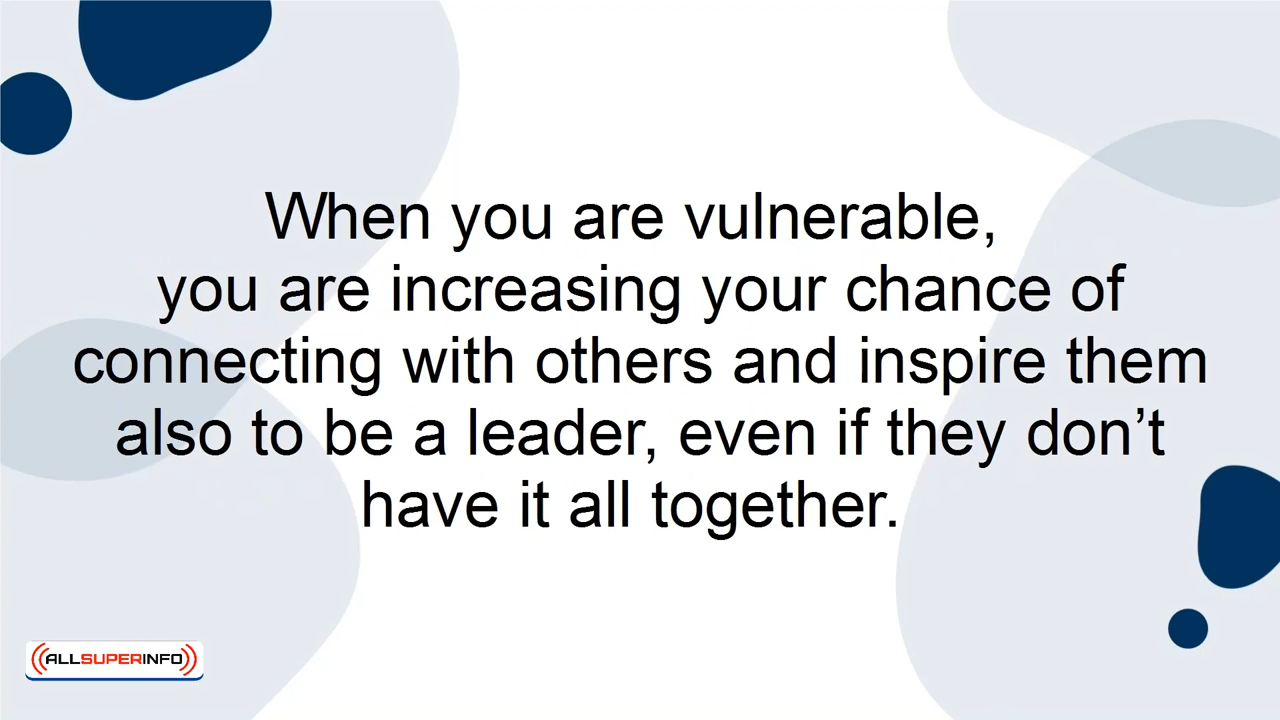 When you are vulnerable,
you are increasing your chance of
connecting with others and inspire them
also to be a leader, even if they don’t
have it all together.
ALLSUPERINFO